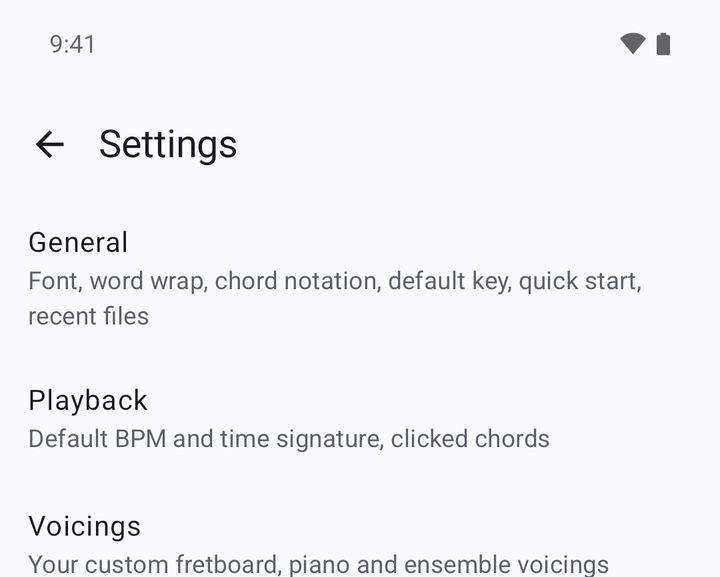 9:41
Settings
General
Font, word wrap, chord notation, default key, quick start,
recent files
Playback
Default BPM and time signature, clicked chords
Voicings
Your custom fretboard, piano and ensemble voicings